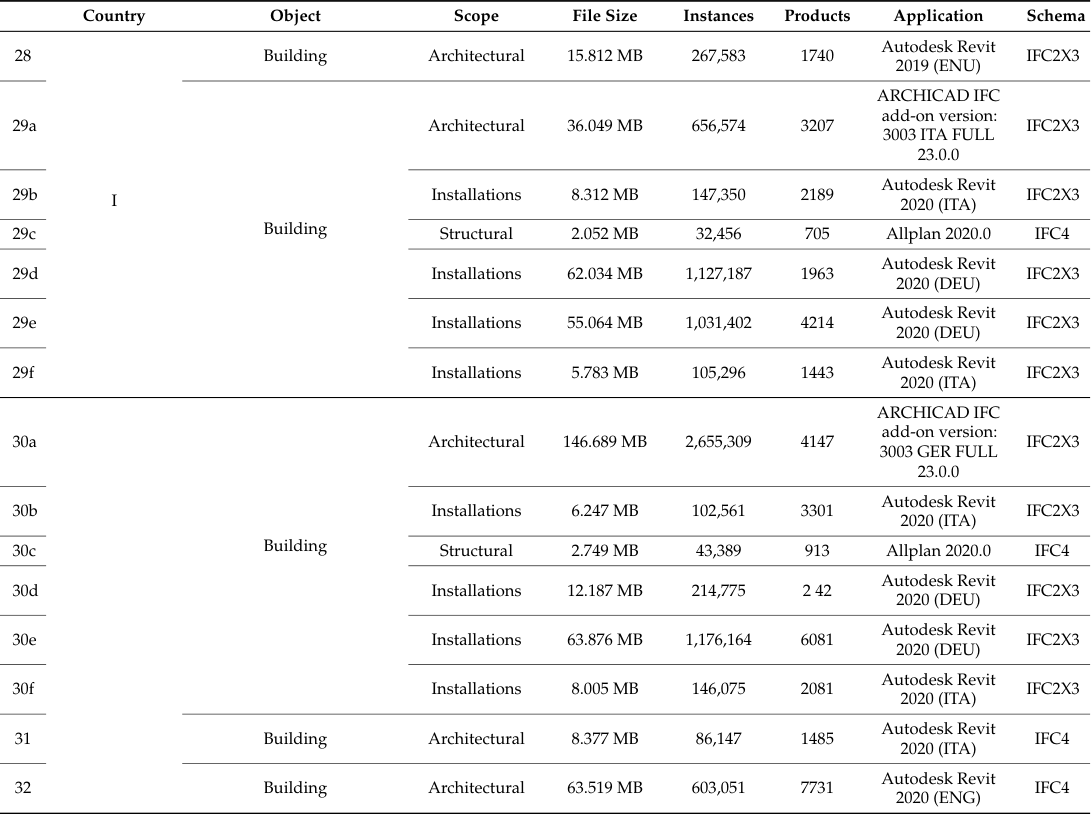 Country Object Scope File Size Instances Products Application Schema
28 I Building Architectural 15.812 MB 267,583 1740 Autodesk Revit 2019 (ENU) IFC2X3
29a Building Architectural 36.049 MB 656,574 3207 ARCHICAD IFC add-on version: 3003 ITA FULL 23.0.0 IFC2X3
29b Installations 8.312 MB 147,350 2189 Autodesk Revit 2020 (ITA) IFC2X3
29c Structural 2.052 MB 32,456 705 Allplan 2020.0 IFC4
29d Installations 62.034 MB 1,127,187 1963 Autodesk Revit 2020 (DEU) IFC2X3
29e Installations 55.064 MB 1,031,402 4214 Autodesk Revit 2020 (DEU) IFC2X3
29f Installations 5.783 MB 105,296 1443 Autodesk Revit 2020 (ITA) IFC2X3
30a Building Architectural 146.689 MB 2,655,309 4147 ARCHICAD IFC add-on version: 3003 GER FULL 23.0.0 IFC2X3
30b Installations 6.247 MB 102,561 3301 Autodesk Revit 2020 (ITA) IFC2X3
30c Structural 2.749 MB 43,389 913 Allplan 2020.0 IFC4
30d Installations 12.187 MB 214,775 2 42 Autodesk Revit 2020 (DEU) IFC2X3
30e Installations 63.876 MB 1,176,164 6081 Autodesk Revit 2020 (DEU) IFC2X3
30f Installations 8.005 MB 146,075 2081 Autodesk Revit 2020 (ITA) IFC2X3
31 Building Architectural 8.377 MB 86,147 1485 Autodesk Revit 2020 (ITA) IFC4
32 Building Architectural 63.519 MB 603,051 7731 Autodesk Revit 2020 (ENG) IFC4